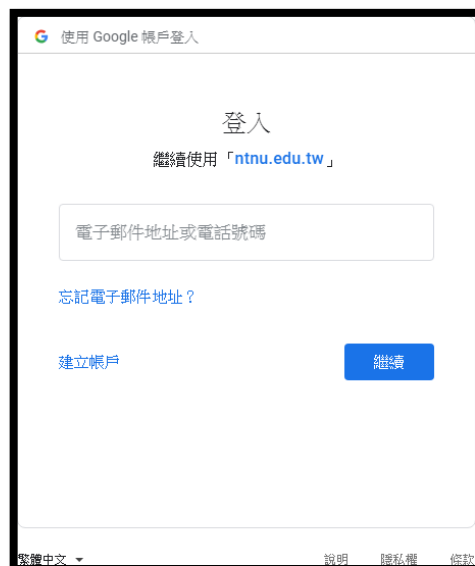 使用 Google 帳戶登入
登入
繼續使用「ntnu.edu.tw」
電子郵件地址或電話號碼
忘記電子郵件地址？
建立帳戶 繼續
繁體中文 說明 隱私權 條款